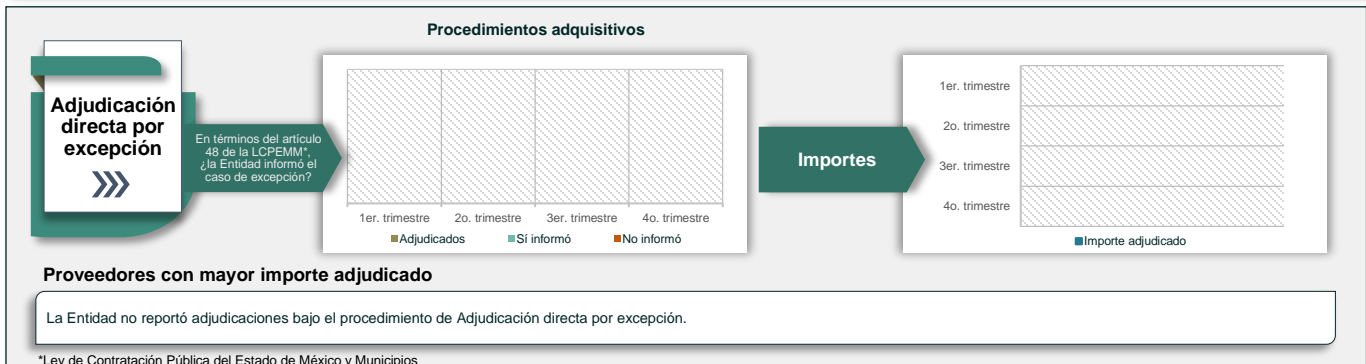 Procedimientos adquisitivos
Adjudicación
directa por
excepción
En términos del artículo
48 de la LCPEMM*,
¿la Entidad informó el
caso de excepción?
1er. trimestre 2o. trimestre 3er. trimestre 4o. trimestre
Adjudicados Sí informó No informó
Importes
1er. trimestre
2o. trimestre
3er. trimestre
4o. trimestre
Importe adjudicado
Proveedores con mayor importe adjudicado
La Entidad no reportó adjudicaciones bajo el procedimiento de Adjudicación directa por excepción.
*Ley de Contratación Pública del Estado de México y Municipios